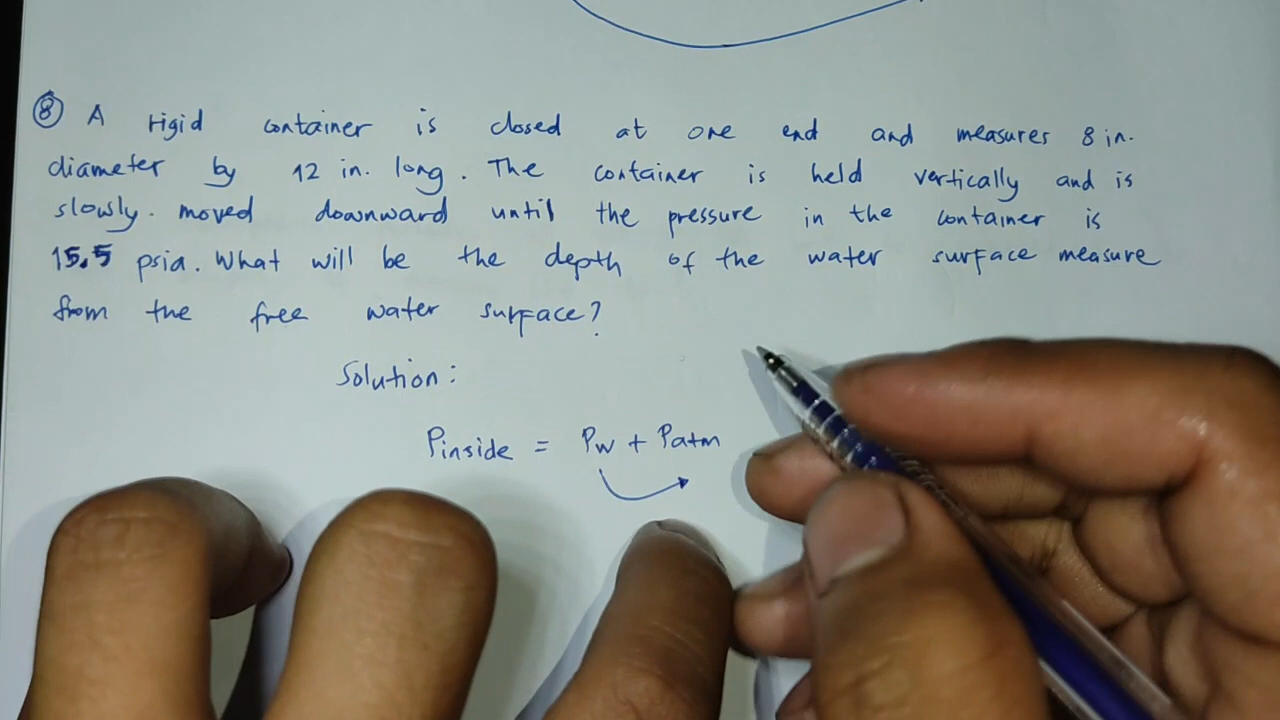 ⑧ A rigid container is closed at one end and measures 8 in.
diameter by 12 in. long. The container is held vertically and is
slowly. moved downward until the pressure in the container is
15.5 psia. What will be the depth of the water surface measure
from the free water surface?
Solution:
Pinside = Pw + Patm